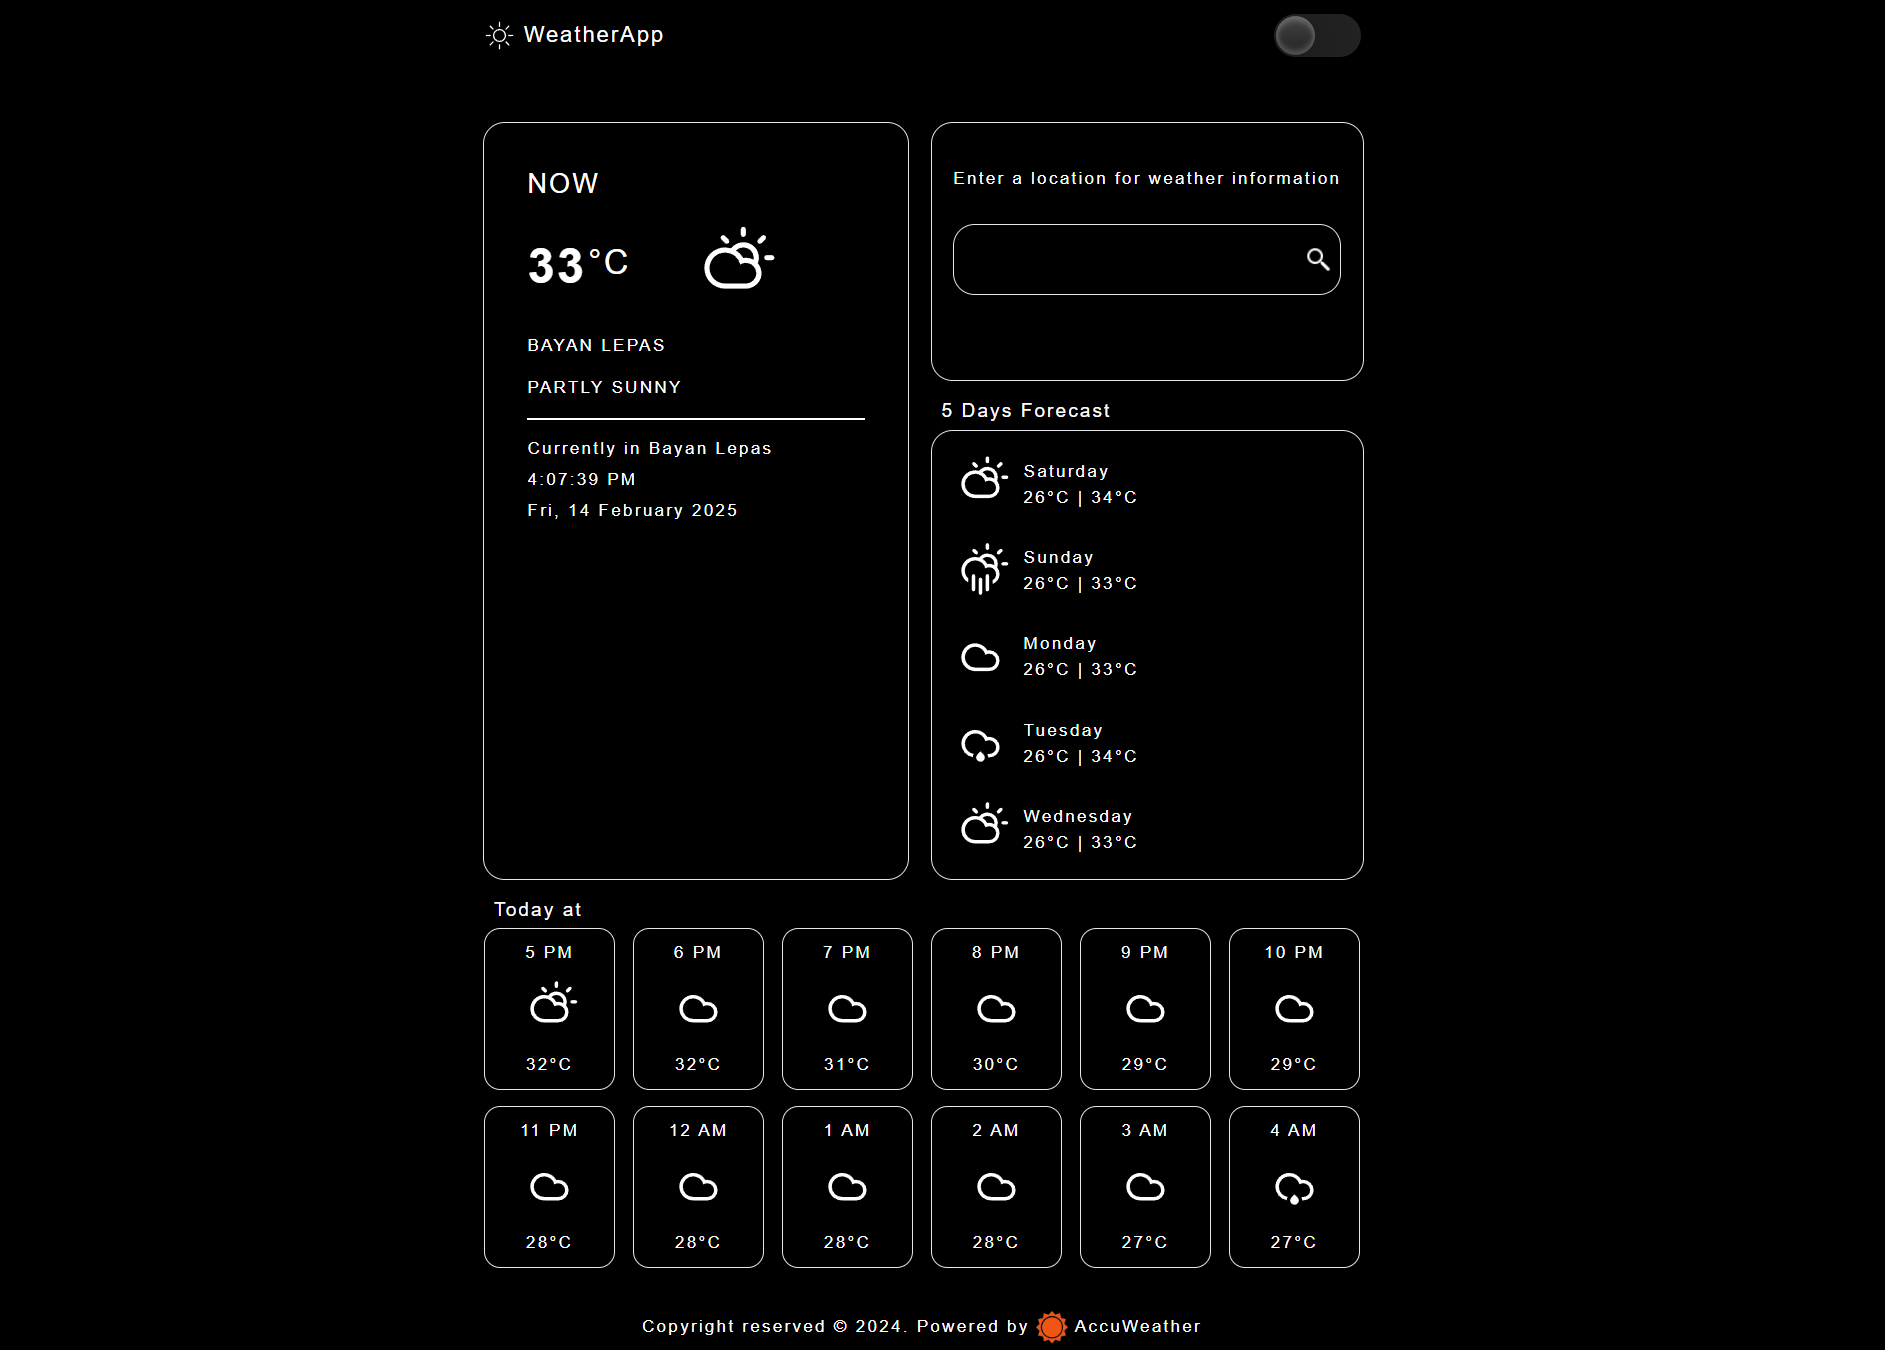 WeatherApp
NOW
33°C
BAYAN LEPAS
PARTLY SUNNY
Currently in Bayan Lepas
4:07:39 PM
Fri, 14 February 2025
Enter a location for weather information
5 Days Forecast
Saturday
26°C | 34°C
Sunday
26°C | 33°C
Monday
26°C | 33°C
Tuesday
26°C | 34°C
Wednesday
26°C | 33°C
Today at
5 PM
32°C
6 PM
32°C
7 PM
31°C
8 PM
30°C
9 PM
29°C
10 PM
29°C
11 PM
28°C
12 AM
28°C
1 AM
28°C
2 AM
28°C
3 AM
27°C
4 AM
27°C
Copyright reserved © 2024. Powered by AccuWeather